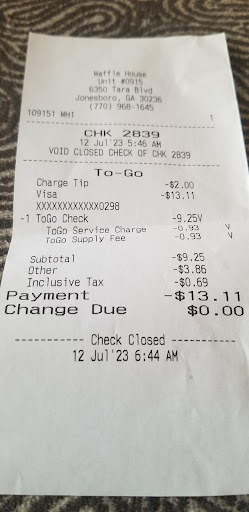 Waffle House
Unit #0915
6350 Tara Blvd
Jonesboro, GA 30236
(770) 968-1645
109151 WH1 1
CHK 2839
12 Jul'23 5:46 AM
VOID CLOSED CHECK OF CHK 2839
To-Go
Charge Tip -$2.00
Visa -$13.11
XXXXXXXXXXXX0298
-1 ToGo Check -9.25V
ToGo Service Charge -0.93 V
ToGo Supply Fee -0.93 V
Subtotal -$9.25
Other -$3.86
Inclusive Tax -$0.69
Payment -$13.11
Change Due $0.00
---------- Check Closed ----------
12 Jul'23 6:44 AM